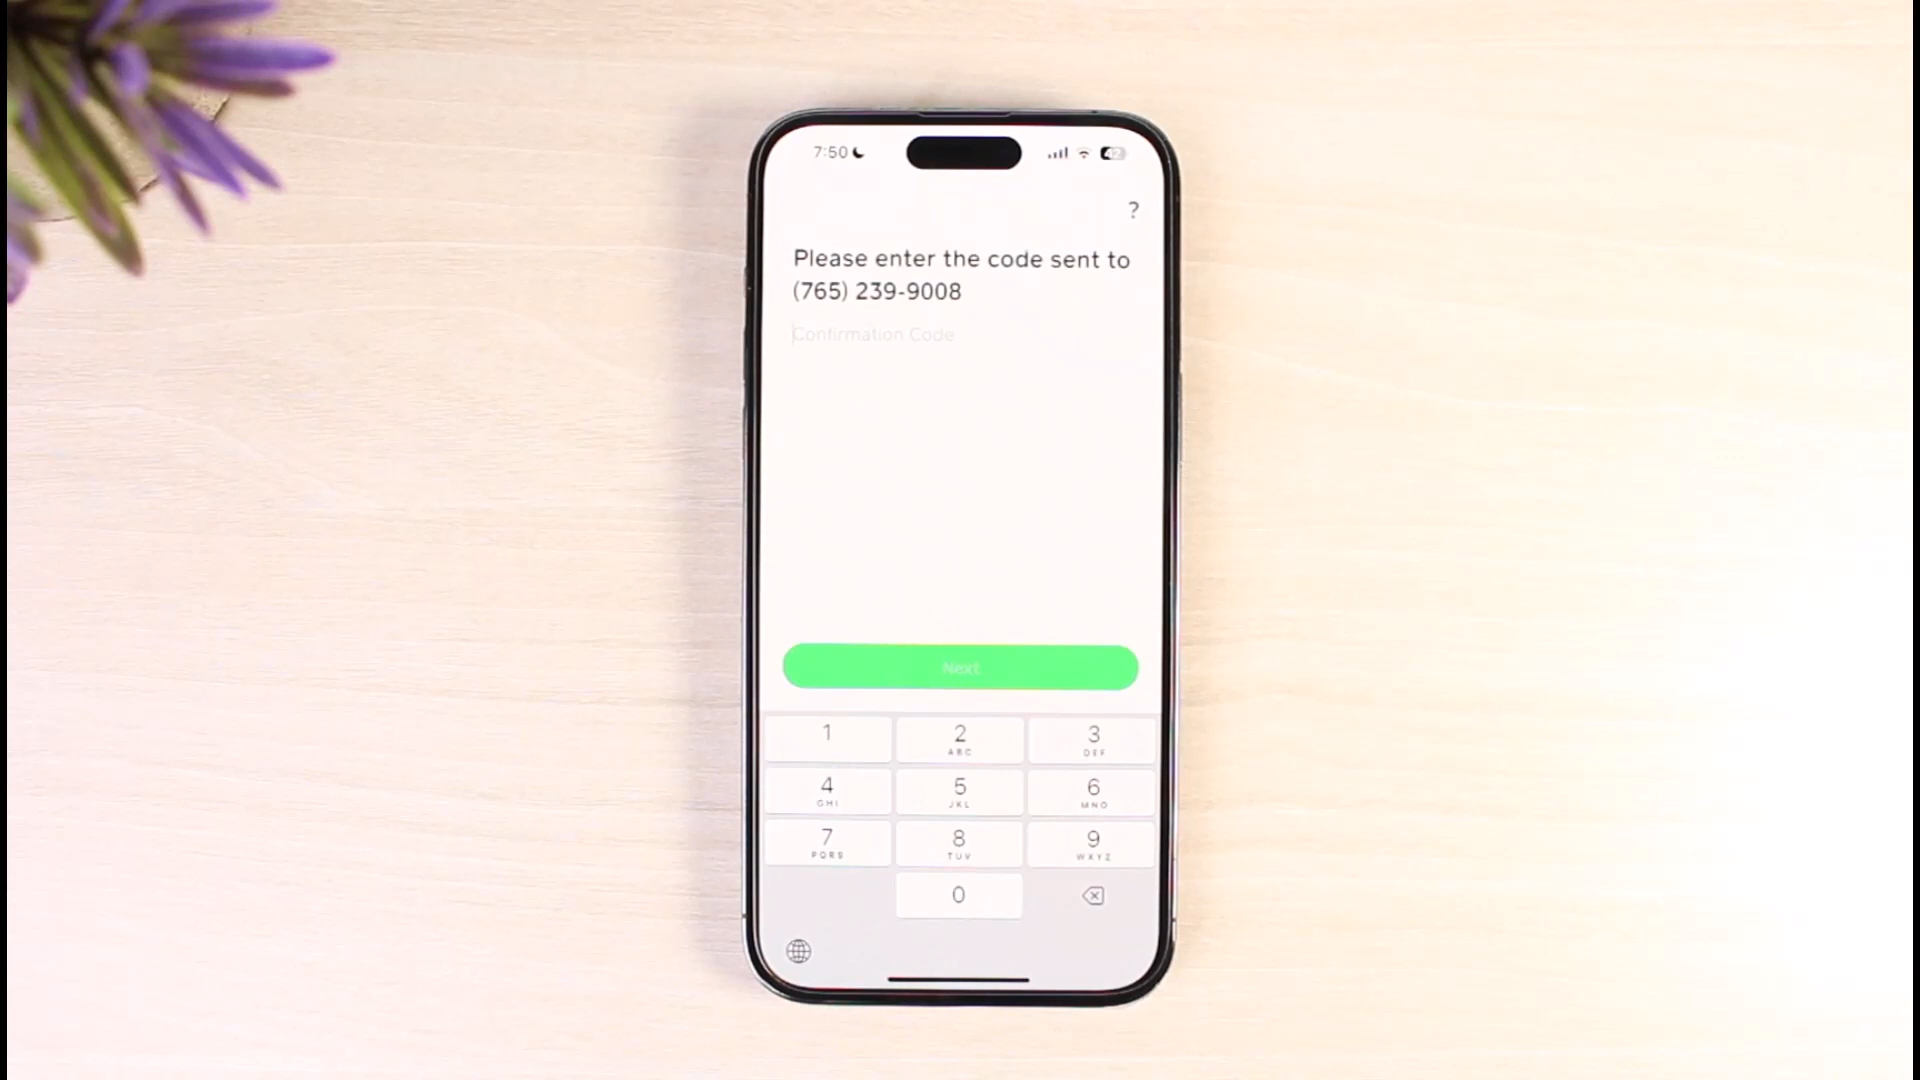 7:50
42
?
Please enter the code sent to
(765) 239-9008
Confirmation Code
Next
1
2
ABC
3
DEF
4
GHI
5
JKL
6
MNO
7
PQRS
8
TUV
9
WXYZ
0